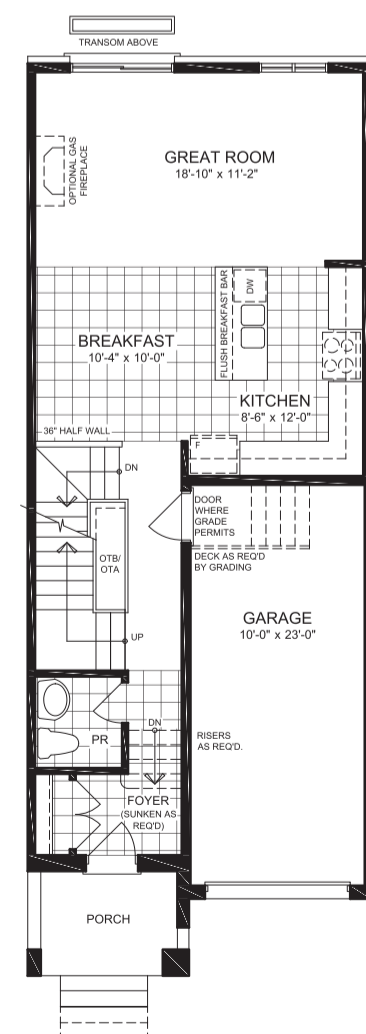 TRANSOM ABOVE
GREAT ROOM
18'-10" x 11'-2"
OPTIONAL GAS
FIREPLACE
FLUSH BREAKFAST BAR
DW
BREAKFAST
10'-4" x 10'-0"
KITCHEN
8'-6" x 12'-0"
36" HALF WALL
F
DN
DOOR
WHERE
GRADE
PERMITS
DECK AS REQ'D
BY GRADING
OTB/
OTA
GARAGE
10'-0" x 23'-0"
UP
PR
DN
RISERS
AS REQ'D.
FOYER
(SUNKEN AS
REQ'D)
PORCH